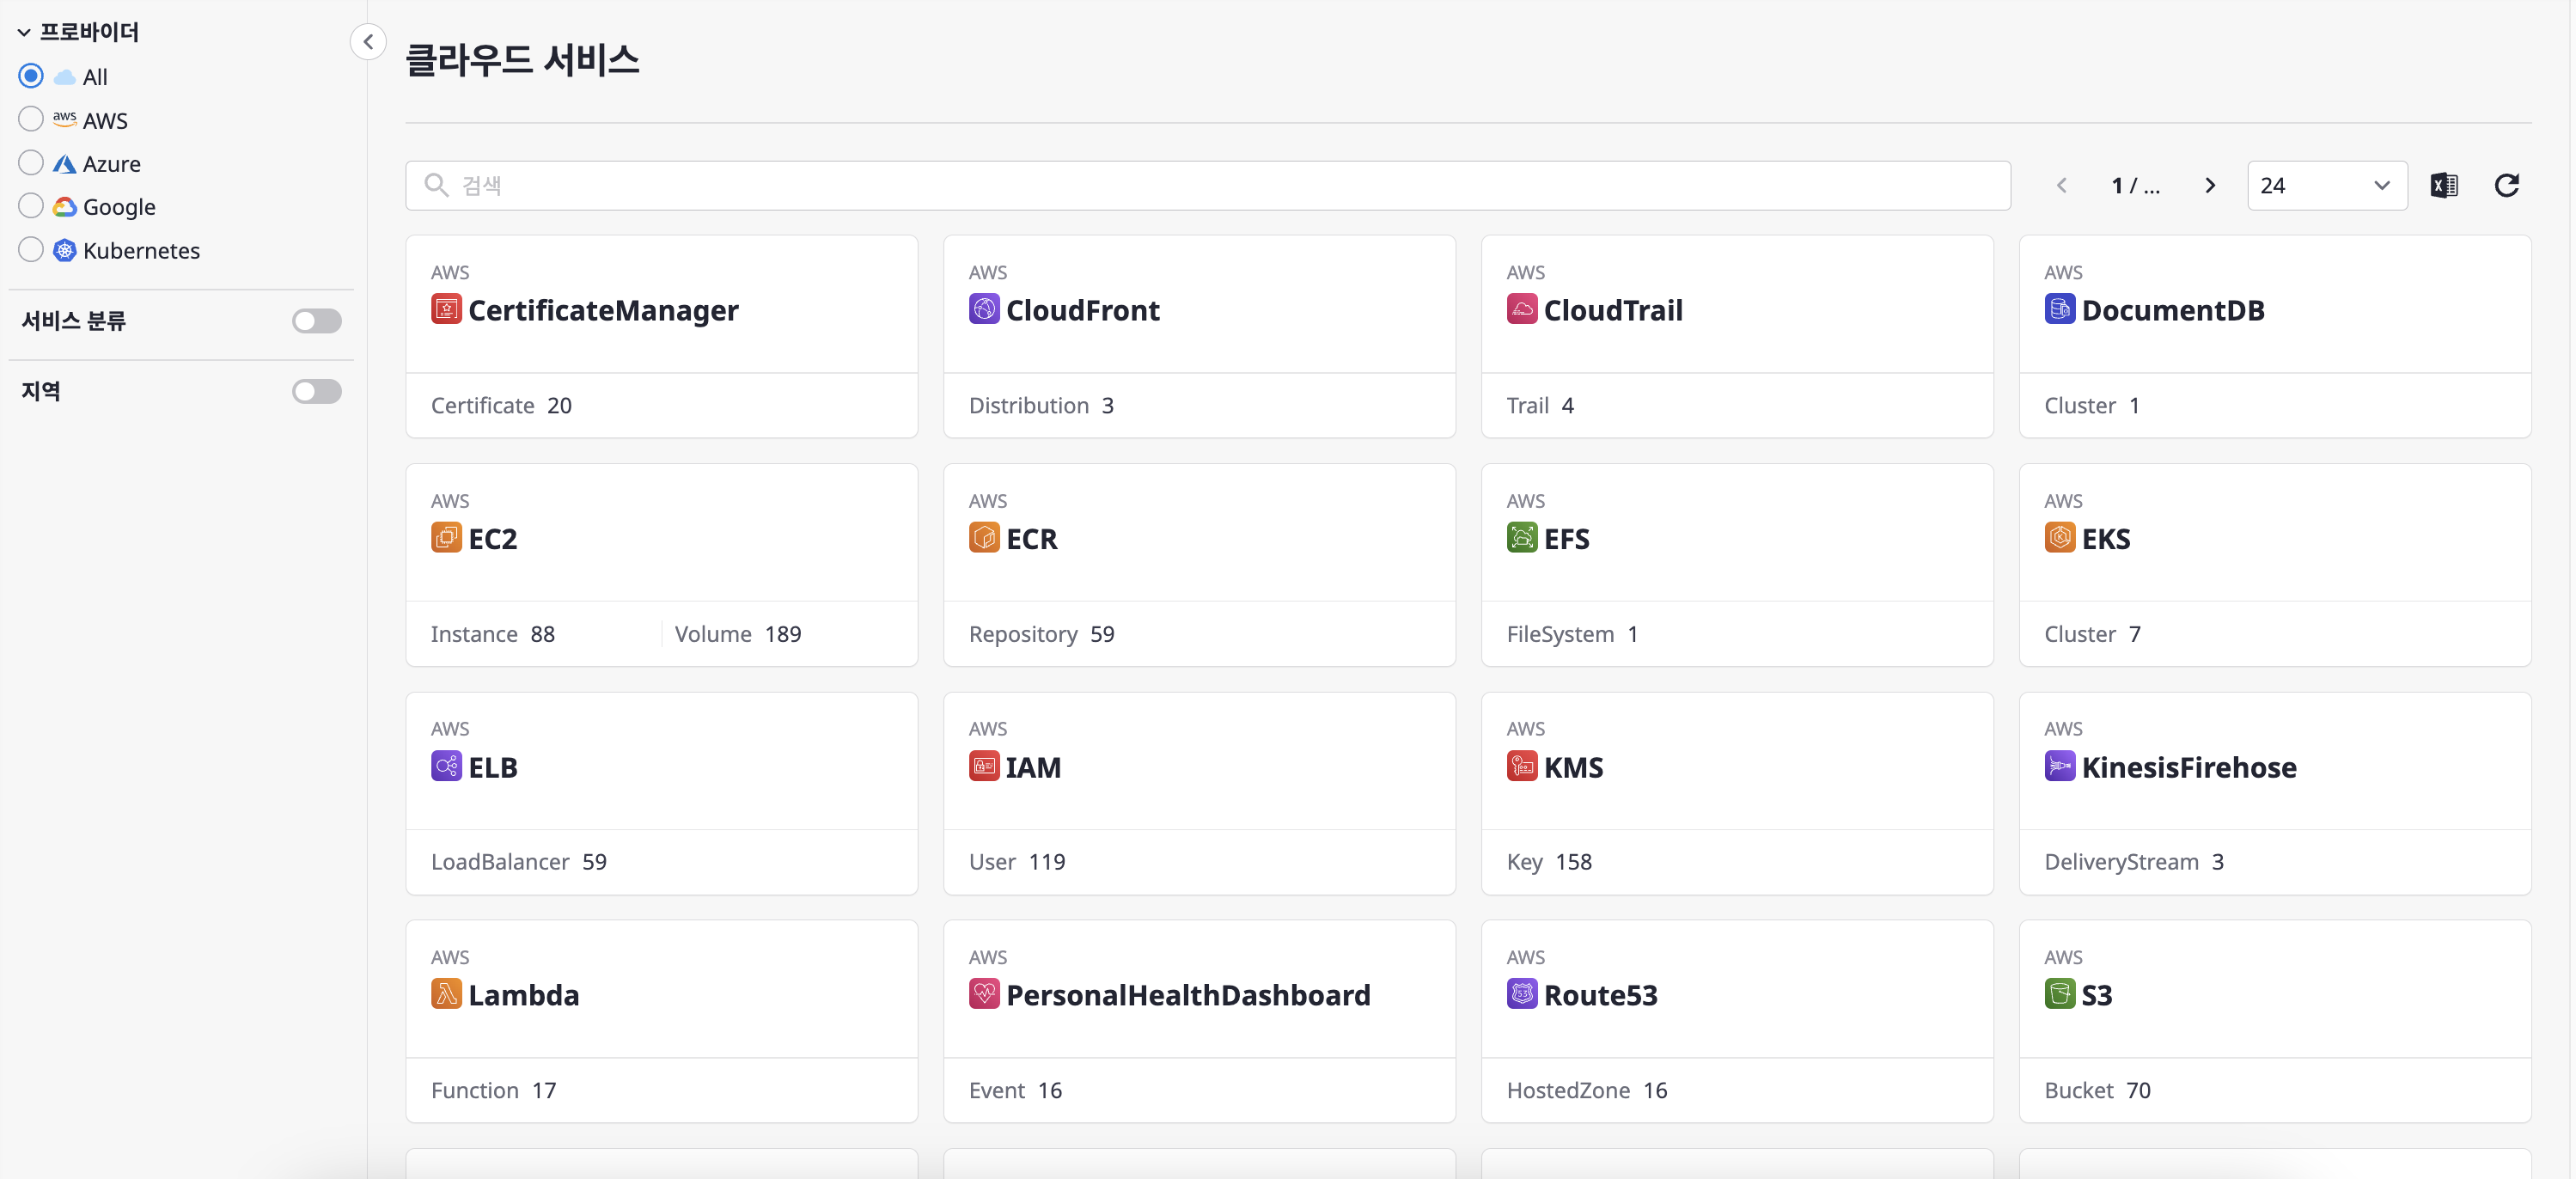 프로바이더
All
aws AWS
Azure
Google
Kubernetes
서비스 분류
지역
클라우드 서비스
검색
1 / ...
24
AWS
CertificateManager
Certificate 20
AWS
CloudFront
Distribution 3
AWS
CloudTrail
Trail 4
AWS
DocumentDB
Cluster 1
AWS
EC2
Instance 88 Volume 189
AWS
ECR
Repository 59
AWS
EFS
FileSystem 1
AWS
EKS
Cluster 7
AWS
ELB
LoadBalancer 59
AWS
IAM
User 119
AWS
KMS
Key 158
AWS
KinesisFirehose
DeliveryStream 3
AWS
Lambda
Function 17
AWS
PersonalHealthDashboard
Event 16
AWS
Route53
HostedZone 16
AWS
S3
Bucket 70